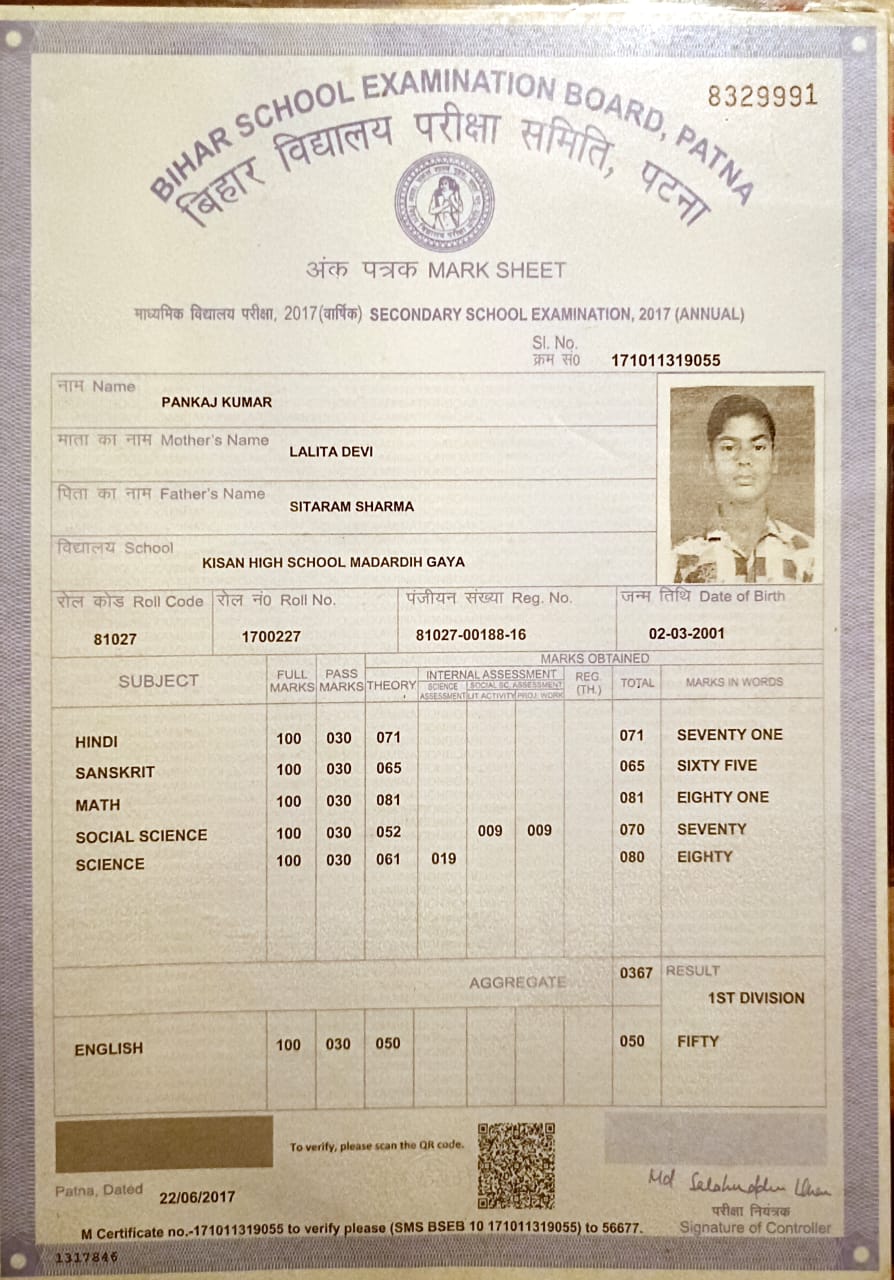 8329991
BIHAR SCHOOL EXAMINATION BOARD, PATNA
बिहार विद्यालय परीक्षा समिति, पटना
अंक पत्रक MARK SHEET
माध्यमिक विद्यालय परीक्षा, 2017(वार्षिक) SECONDARY SCHOOL EXAMINATION, 2017 (ANNUAL)
Sl. No.
क्रम सं0 171011319055
नाम Name
PANKAJ KUMAR
माता का नाम Mother's Name
LALITA DEVI
पिता का नाम Father's Name
SITARAM SHARMA
विद्यालय School
KISAN HIGH SCHOOL MADARDIH GAYA
रोल कोड Roll Code रोल नं0 Roll No. पंजीयन संख्या Reg. No. जन्म तिथि Date of Birth
81027 1700227 81027-00188-16 02-03-2001
MARKS OBTAINED
SUBJECT FULL MARKS PASS MARKS THEORY INTERNAL ASSESSMENT REG. (TH.) TOTAL MARKS IN WORDS
SCIENCE ASSESSMENT SOCIAL SC. ASSESSMENT
LIT ACTIVITY PROJ. WORK
HINDI 100 030 071 071 SEVENTY ONE
SANSKRIT 100 030 065 065 SIXTY FIVE
MATH 100 030 081 081 EIGHTY ONE
SOCIAL SCIENCE 100 030 052 009 009 070 SEVENTY
SCIENCE 100 030 061 019 080 EIGHTY
AGGREGATE 0367 RESULT
1ST DIVISION
ENGLISH 100 030 050 050 FIFTY
To verify, please scan the QR code.
Patna, Dated 22/06/2017
परीक्षा नियंत्रक
Signature of Controller
M Certificate no.-171011319055 to verify please (SMS BSEB 10 171011319055) to 56677.
1317846